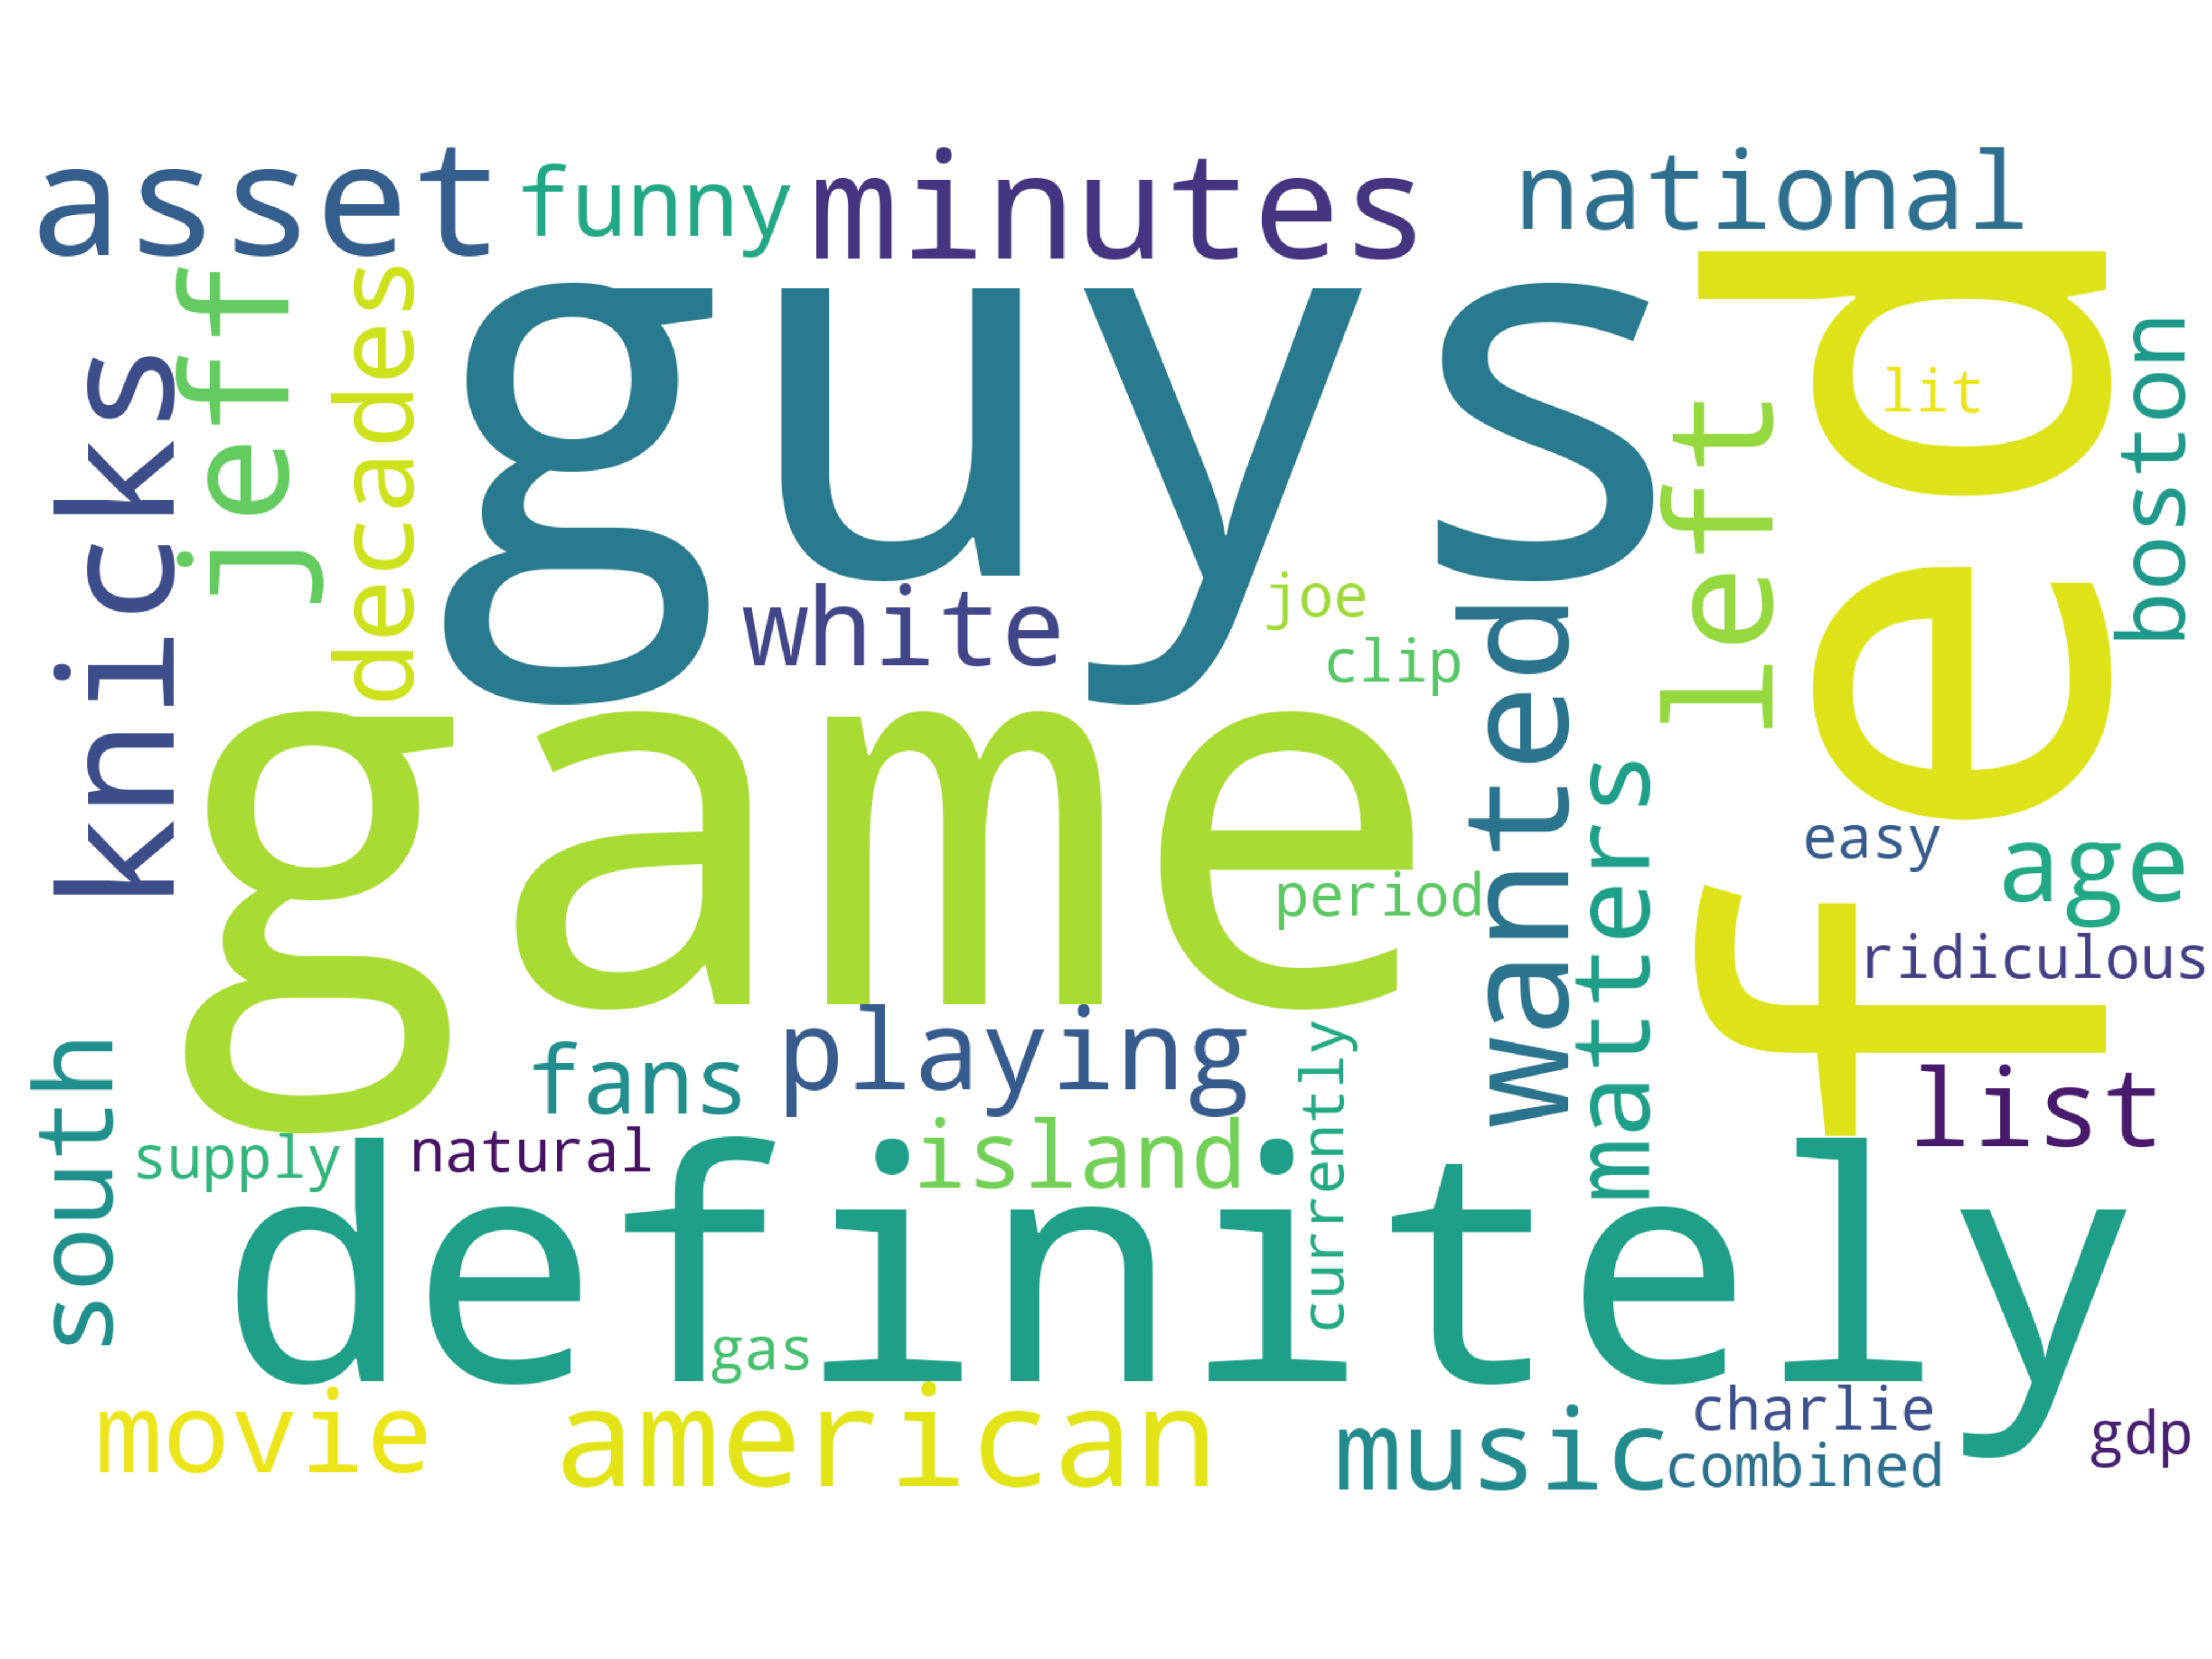 asset
funny
minutes
national
knicks
jeff
decades
guys
left
fed
lit
boston
white
joe
clip
wanted
matters
game
period
easy
age
ridiculous
south
fans
playing
currently
list
supply
natural
island
definitely
gas
movie
american
music
charlie
combined
gdp